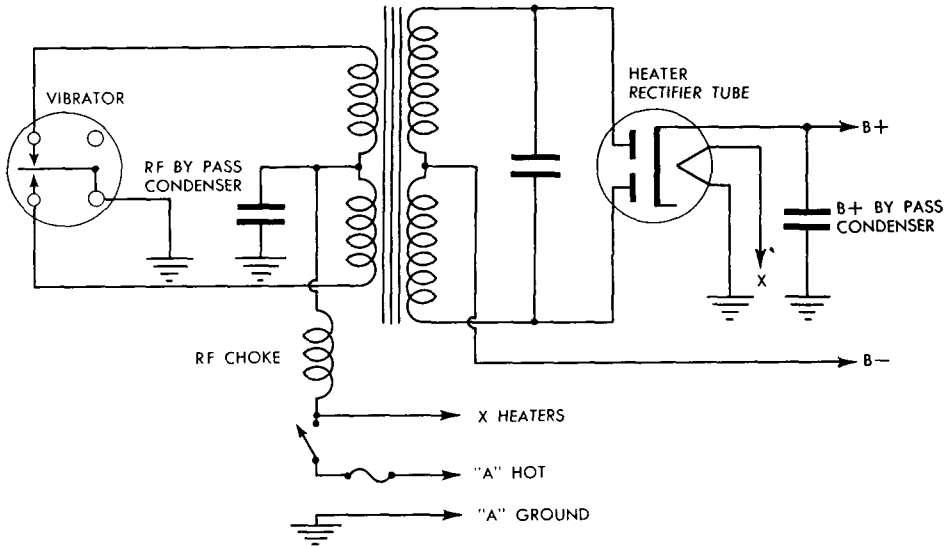 VIBRATOR
RF BY PASS
CONDENSER
HEATER
RECTIFIER TUBE
B+
B+ BY PASS
CONDENSER
X
RF CHOKE
B-
X HEATERS
"A" HOT
"A" GROUND